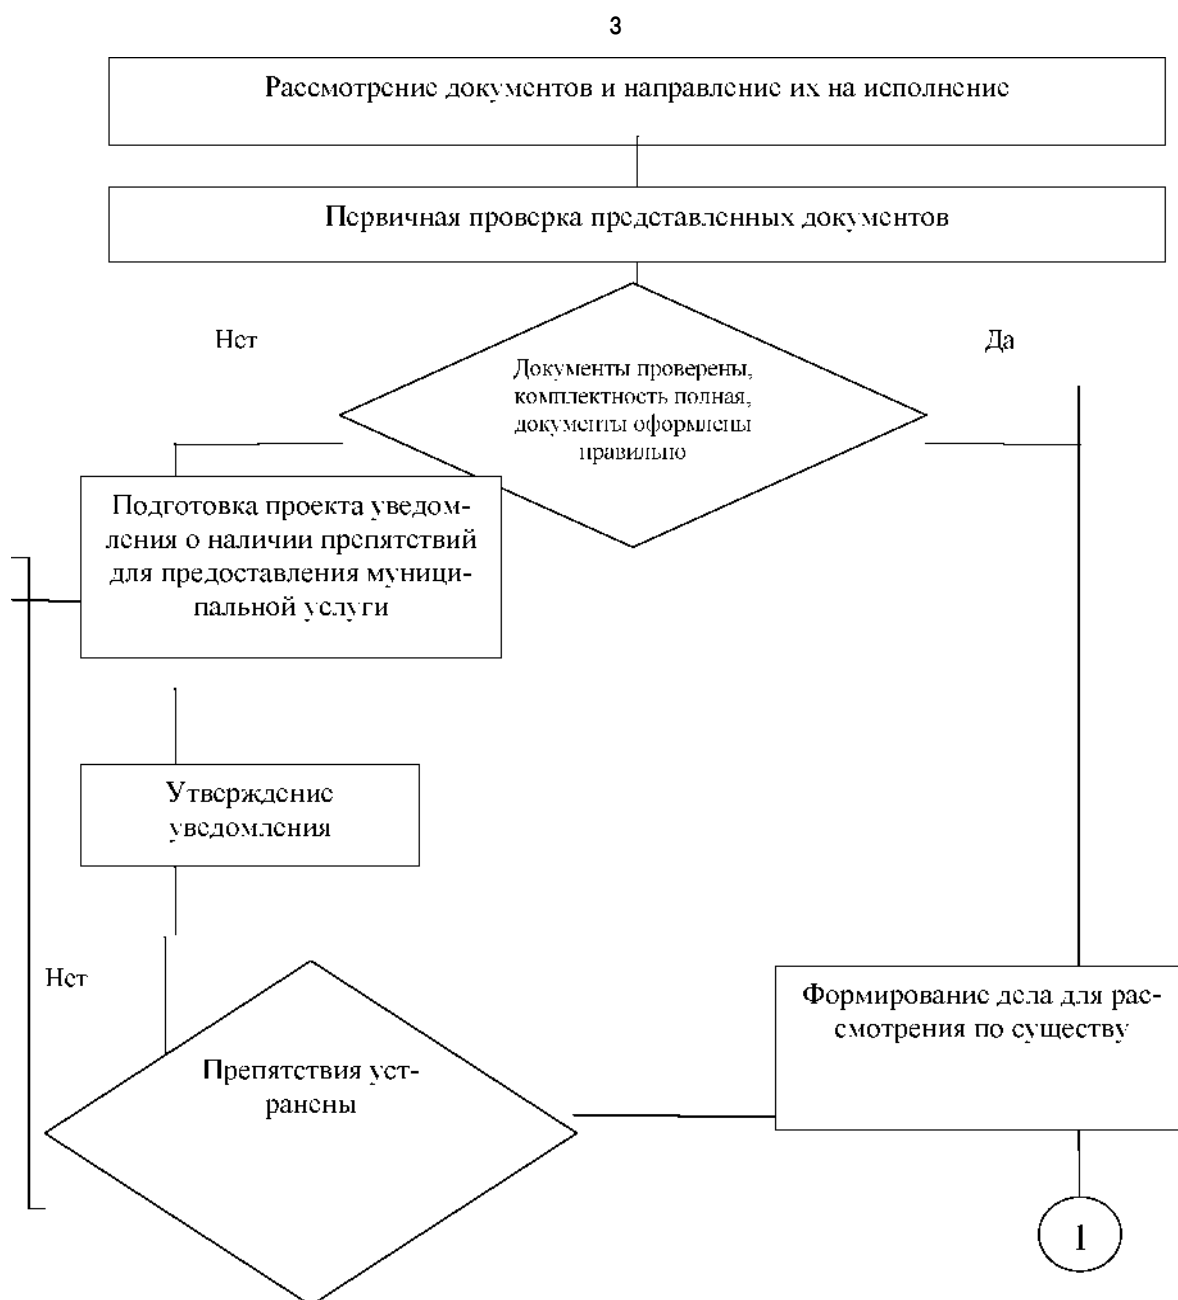 3
Рассмотрение документов и направление их на исполнение
Первичная проверка представленных документов
Нет
Да
Документы проверены,
комплектность полная,
документы оформлены
правильно
Подготовка проекта уведом-
ления о наличии препятствий
для предоставления муници-
пальной услуги
Утверждение
уведомления
Нет
Формирование дела для рас-
смотрения по существу
Препятствия уст-
ранены
1